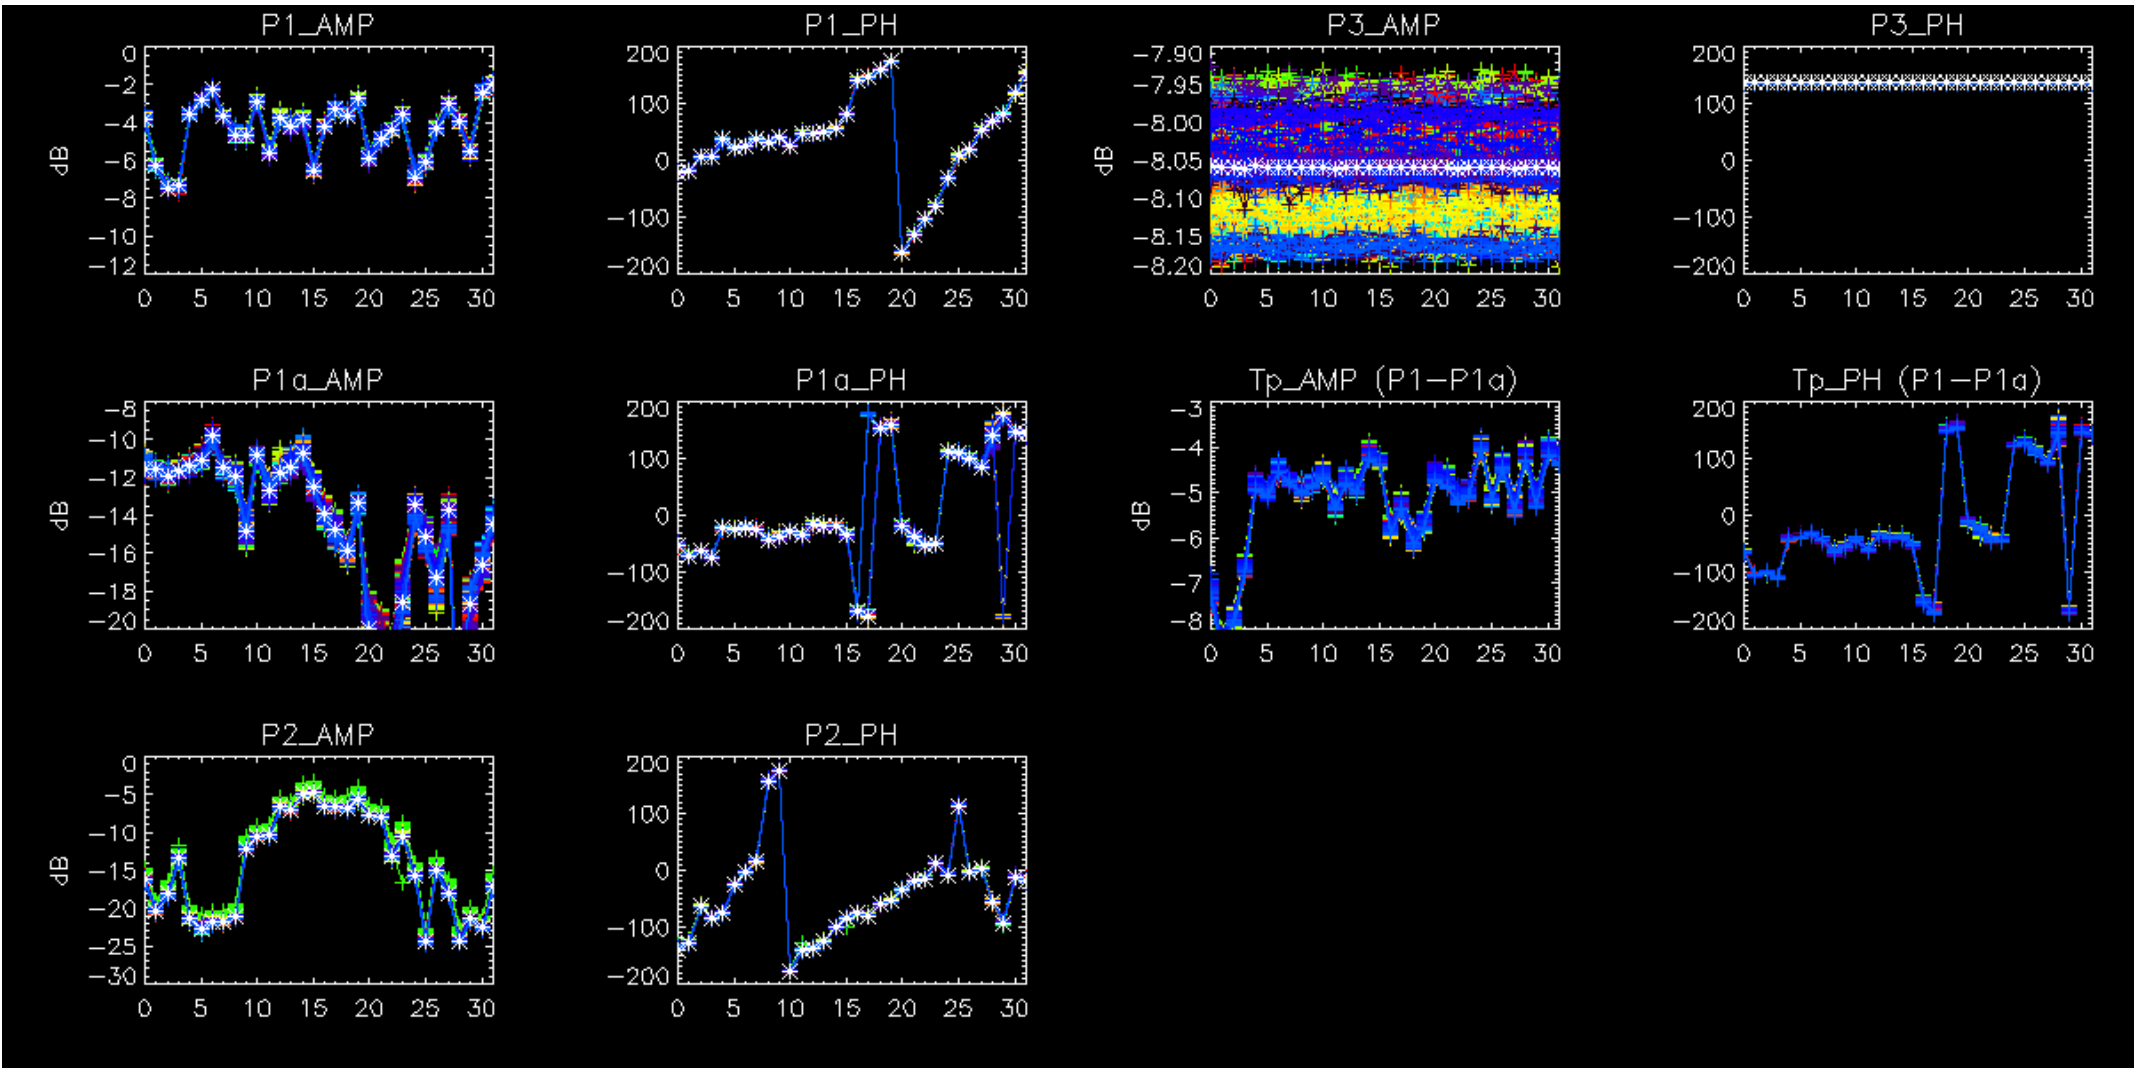 P1_AMP
dB
0
−2
−4
−6
−8
−10
−12
0 5 10 15 20 25 30
P1_PH
200
100
0
−100
−200
0 5 10 15 20 25 30
P3_AMP
dB
−7.90
−7.95
−8.00
−8.05
−8.10
−8.15
−8.20
0 5 10 15 20 25 30
P3_PH
200
100
0
−100
−200
0 5 10 15 20 25 30
P1a_AMP
dB
−8
−10
−12
−14
−16
−18
−20
0 5 10 15 20 25 30
P1a_PH
200
100
0
−100
−200
0 5 10 15 20 25 30
Tp_AMP (P1−P1a)
dB
−3
−4
−5
−6
−7
−8
0 5 10 15 20 25 30
Tp_PH (P1−P1a)
200
100
0
−100
−200
0 5 10 15 20 25 30
P2_AMP
dB
0
−5
−10
−15
−20
−25
−30
0 5 10 15 20 25 30
P2_PH
200
100
0
−100
−200
0 5 10 15 20 25 30